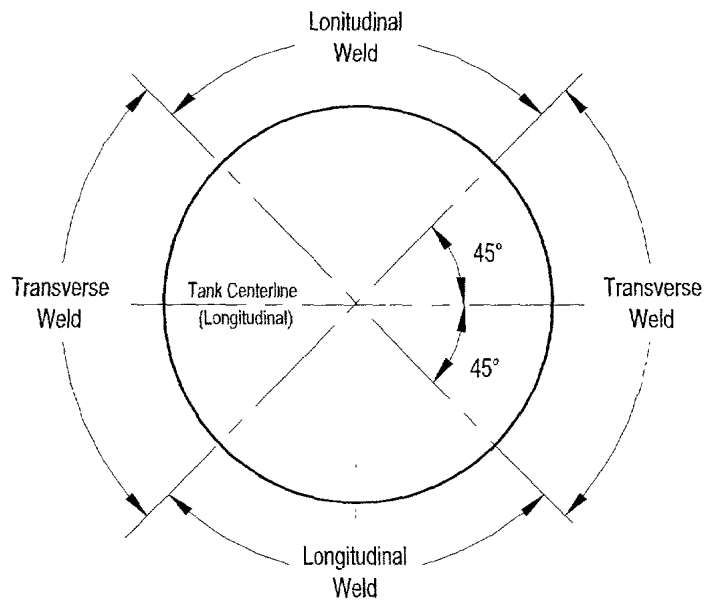 Lonitudinal
Weld
45°
Transverse
Weld
Tank Centerline
(Longitudinal)
Transverse
Weld
45°
Longitudinal
Weld